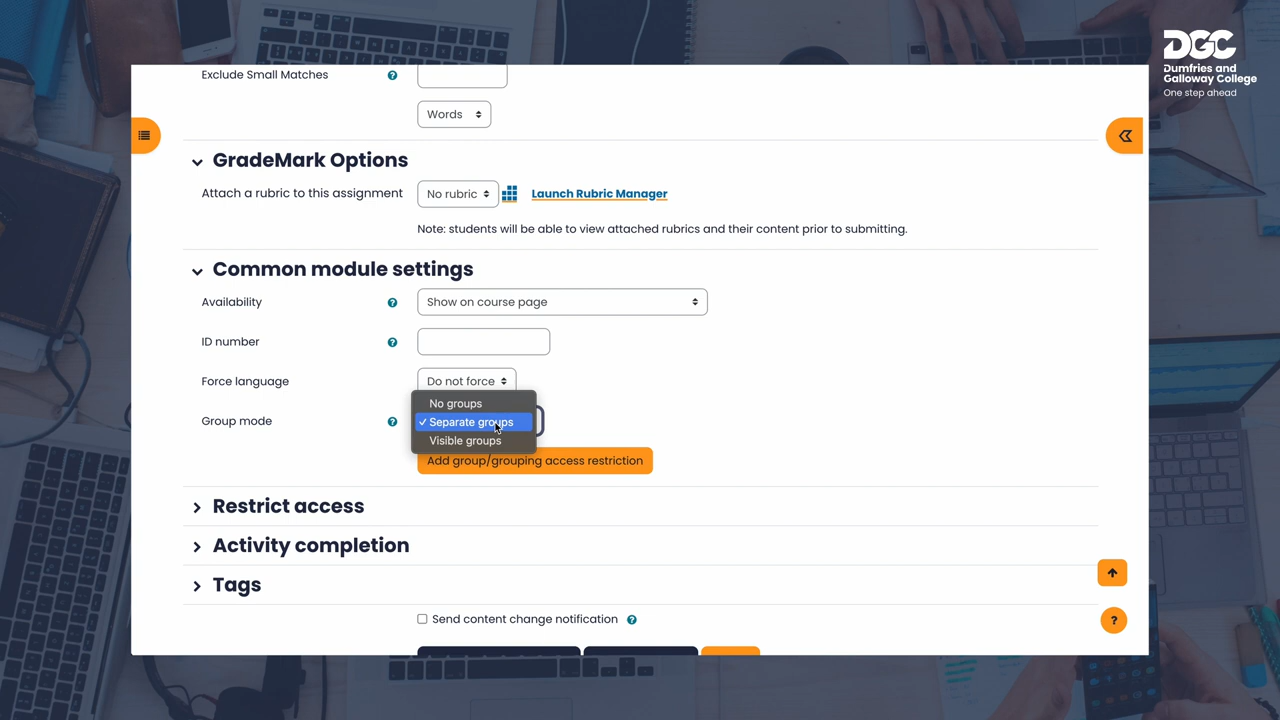 DGC
Dumfries and
Galloway College
One step ahead
Exclude Small Matches
Words
GradeMark Options
Attach a rubric to this assignment
No rubric
Launch Rubric Manager
Note: students will be able to view attached rubrics and their content prior to submitting.
Common module settings
Availability
Show on course page
ID number
Force language
Do not force
Group mode
No groups
✓ Separate groups
Visible groups
Add group/grouping access restriction
Restrict access
Activity completion
Tags
Send content change notification